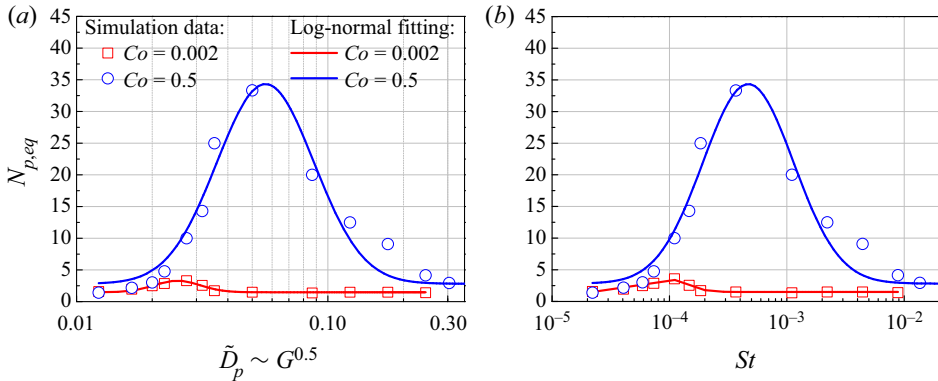 (a)
Simulation data: Log-normal fitting:
Co = 0.002 Co = 0.002
Co = 0.5 Co = 0.5
45
40
35
30
25
20
15
10
5
0
N_{p,eq}
0.01 0.10 0.30
D̃_p ~ G^{0.5}
(b)
45
40
35
30
25
20
15
10
5
0
10^{−5} 10^{−4} 10^{−3} 10^{−2}
St